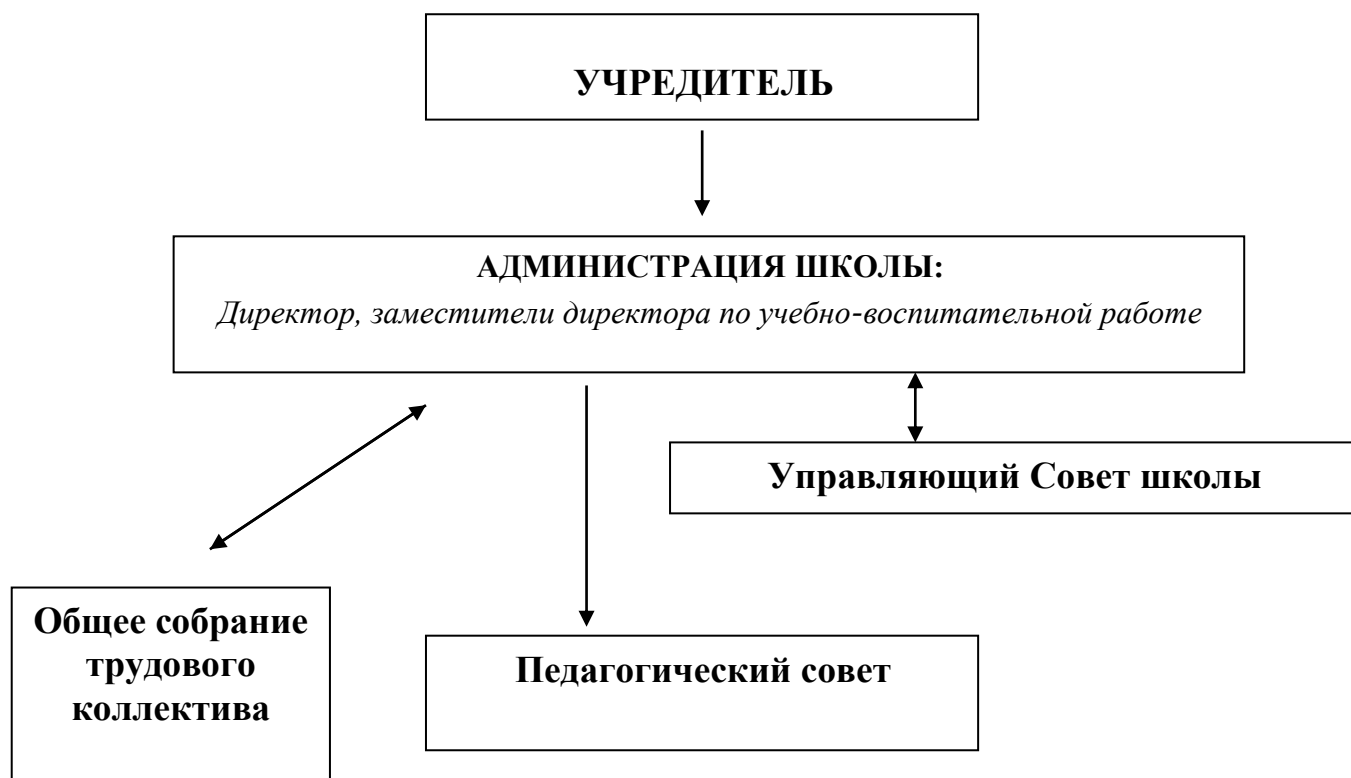 УЧРЕДИТЕЛЬ
АДМИНИСТРАЦИЯ ШКОЛЫ:
Директор, заместители директора по учебно-воспитательной работе
Управляющий Совет школы
Общее собрание
трудового
коллектива
Педагогический совет